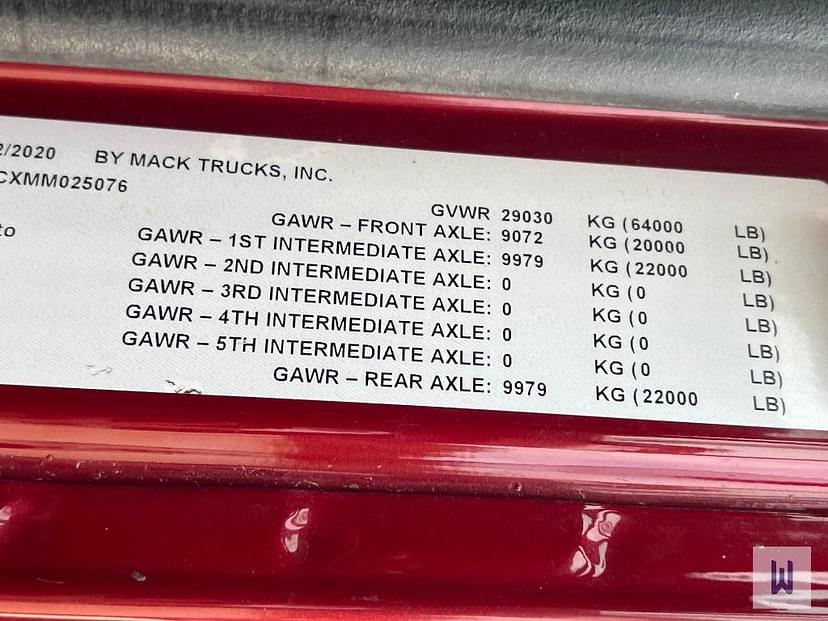 2/2020 BY MACK TRUCKS, INC.
CXMM025076
GVWR 29030 KG (64000 LB)
GAWR – FRONT AXLE: 9072 KG (20000 LB)
GAWR – 1ST INTERMEDIATE AXLE: 9979 KG (22000 LB)
GAWR – 2ND INTERMEDIATE AXLE: 0 KG (0 LB)
GAWR – 3RD INTERMEDIATE AXLE: 0 KG (0 LB)
GAWR – 4TH INTERMEDIATE AXLE: 0 KG (0 LB)
GAWR – 5TH INTERMEDIATE AXLE: 0 KG (0 LB)
GAWR – REAR AXLE: 9979 KG (22000 LB)
to
W